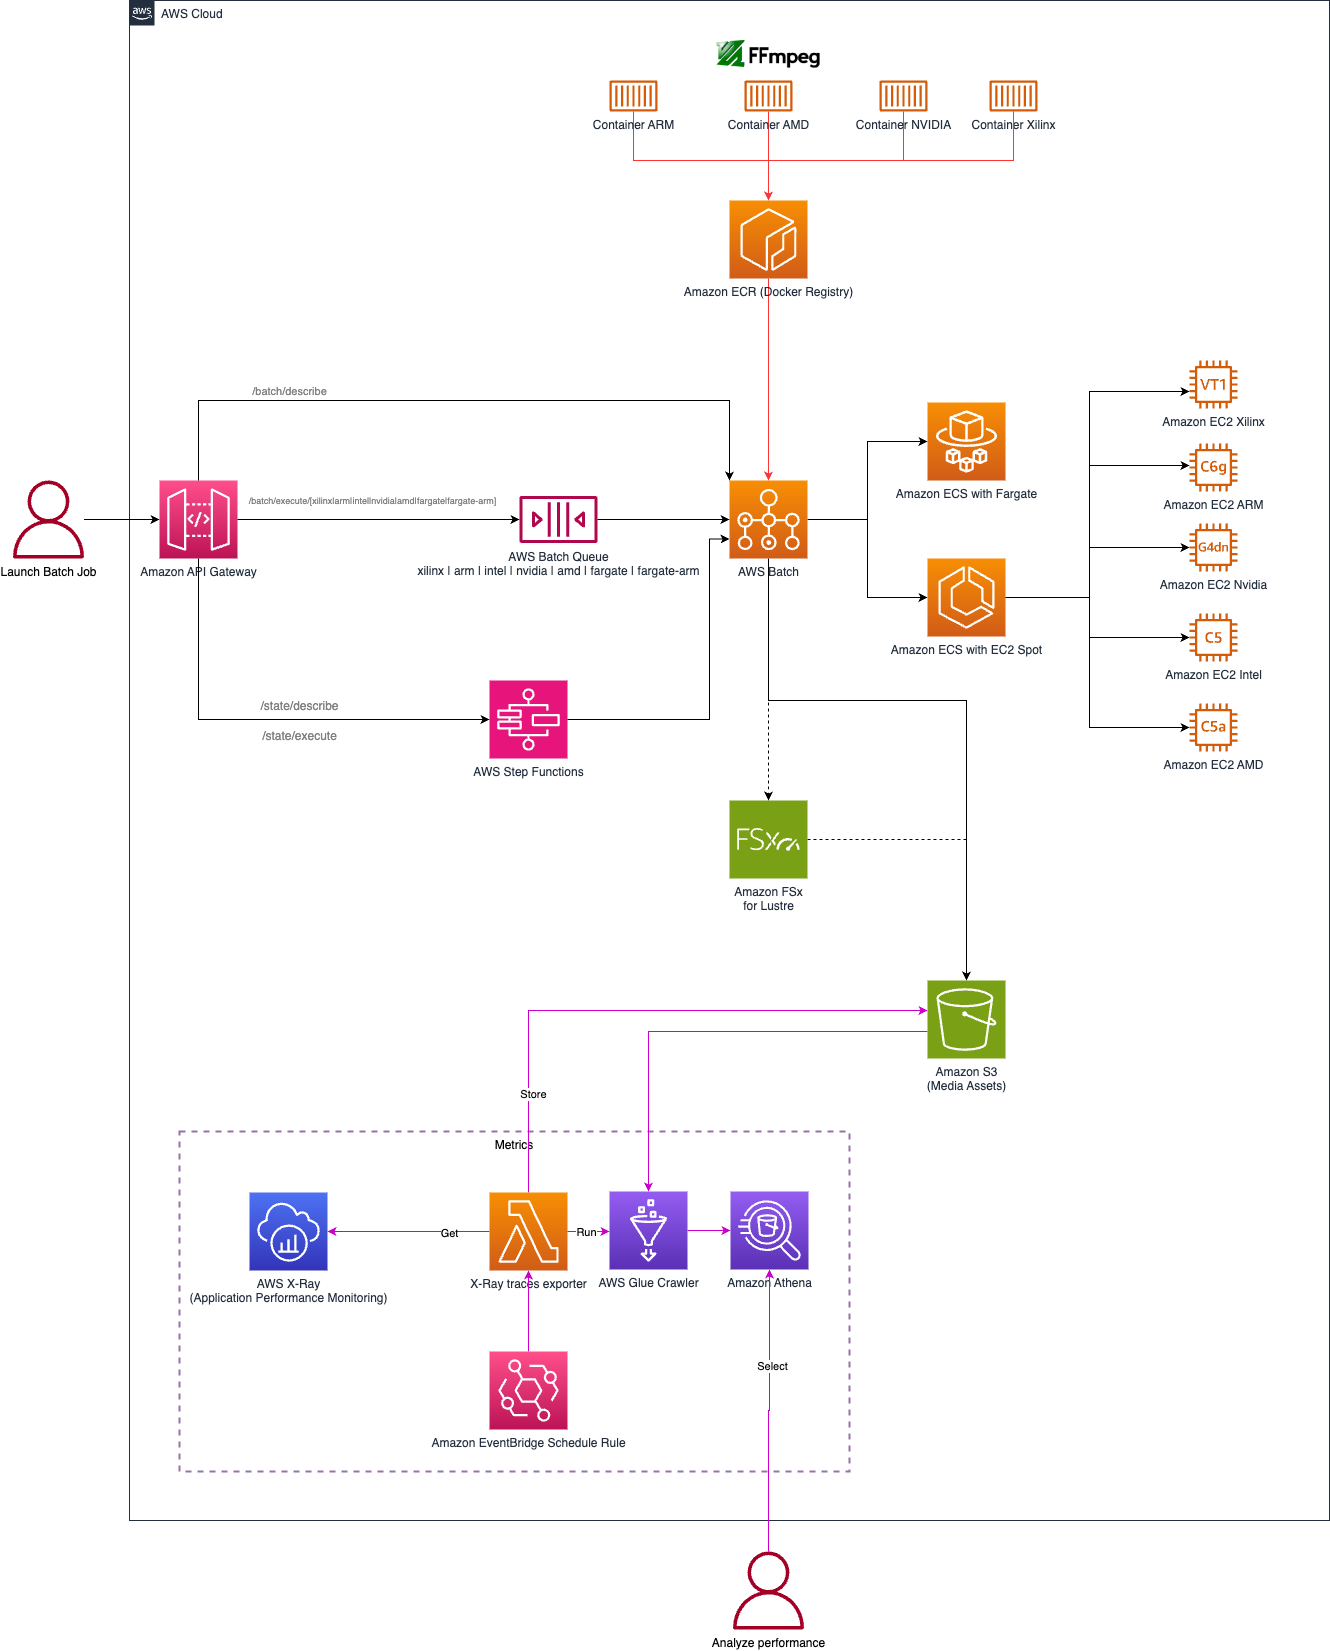 aws
AWS Cloud
FFmpeg
Container ARM
Container AMD
Container NVIDIA
Container Xilinx
Amazon ECR (Docker Registry)
/batch/describe
/batch/execute/[xilinx|arm|intel|nvidia|amd|fargate|fargate-arm]
Launch Batch Job
Amazon API Gateway
AWS Batch Queue
xilinx | arm | intel | nvidia | amd | fargate | fargate-arm
AWS Batch
Amazon ECS with Fargate
Amazon ECS with EC2 Spot
VT1
Amazon EC2 Xilinx
C6g
Amazon EC2 ARM
G4dn
Amazon EC2 Nvidia
C5
Amazon EC2 Intel
C5a
Amazon EC2 AMD
/state/describe
/state/execute
AWS Step Functions
FSx
Amazon FSx
for Lustre
Amazon S3
(Media Assets)
Store
Metrics
Get
Run
AWS X-Ray
(Application Performance Monitoring)
X-Ray traces exporter
AWS Glue Crawler
Amazon Athena
Select
Amazon EventBridge Schedule Rule
Analyze performance